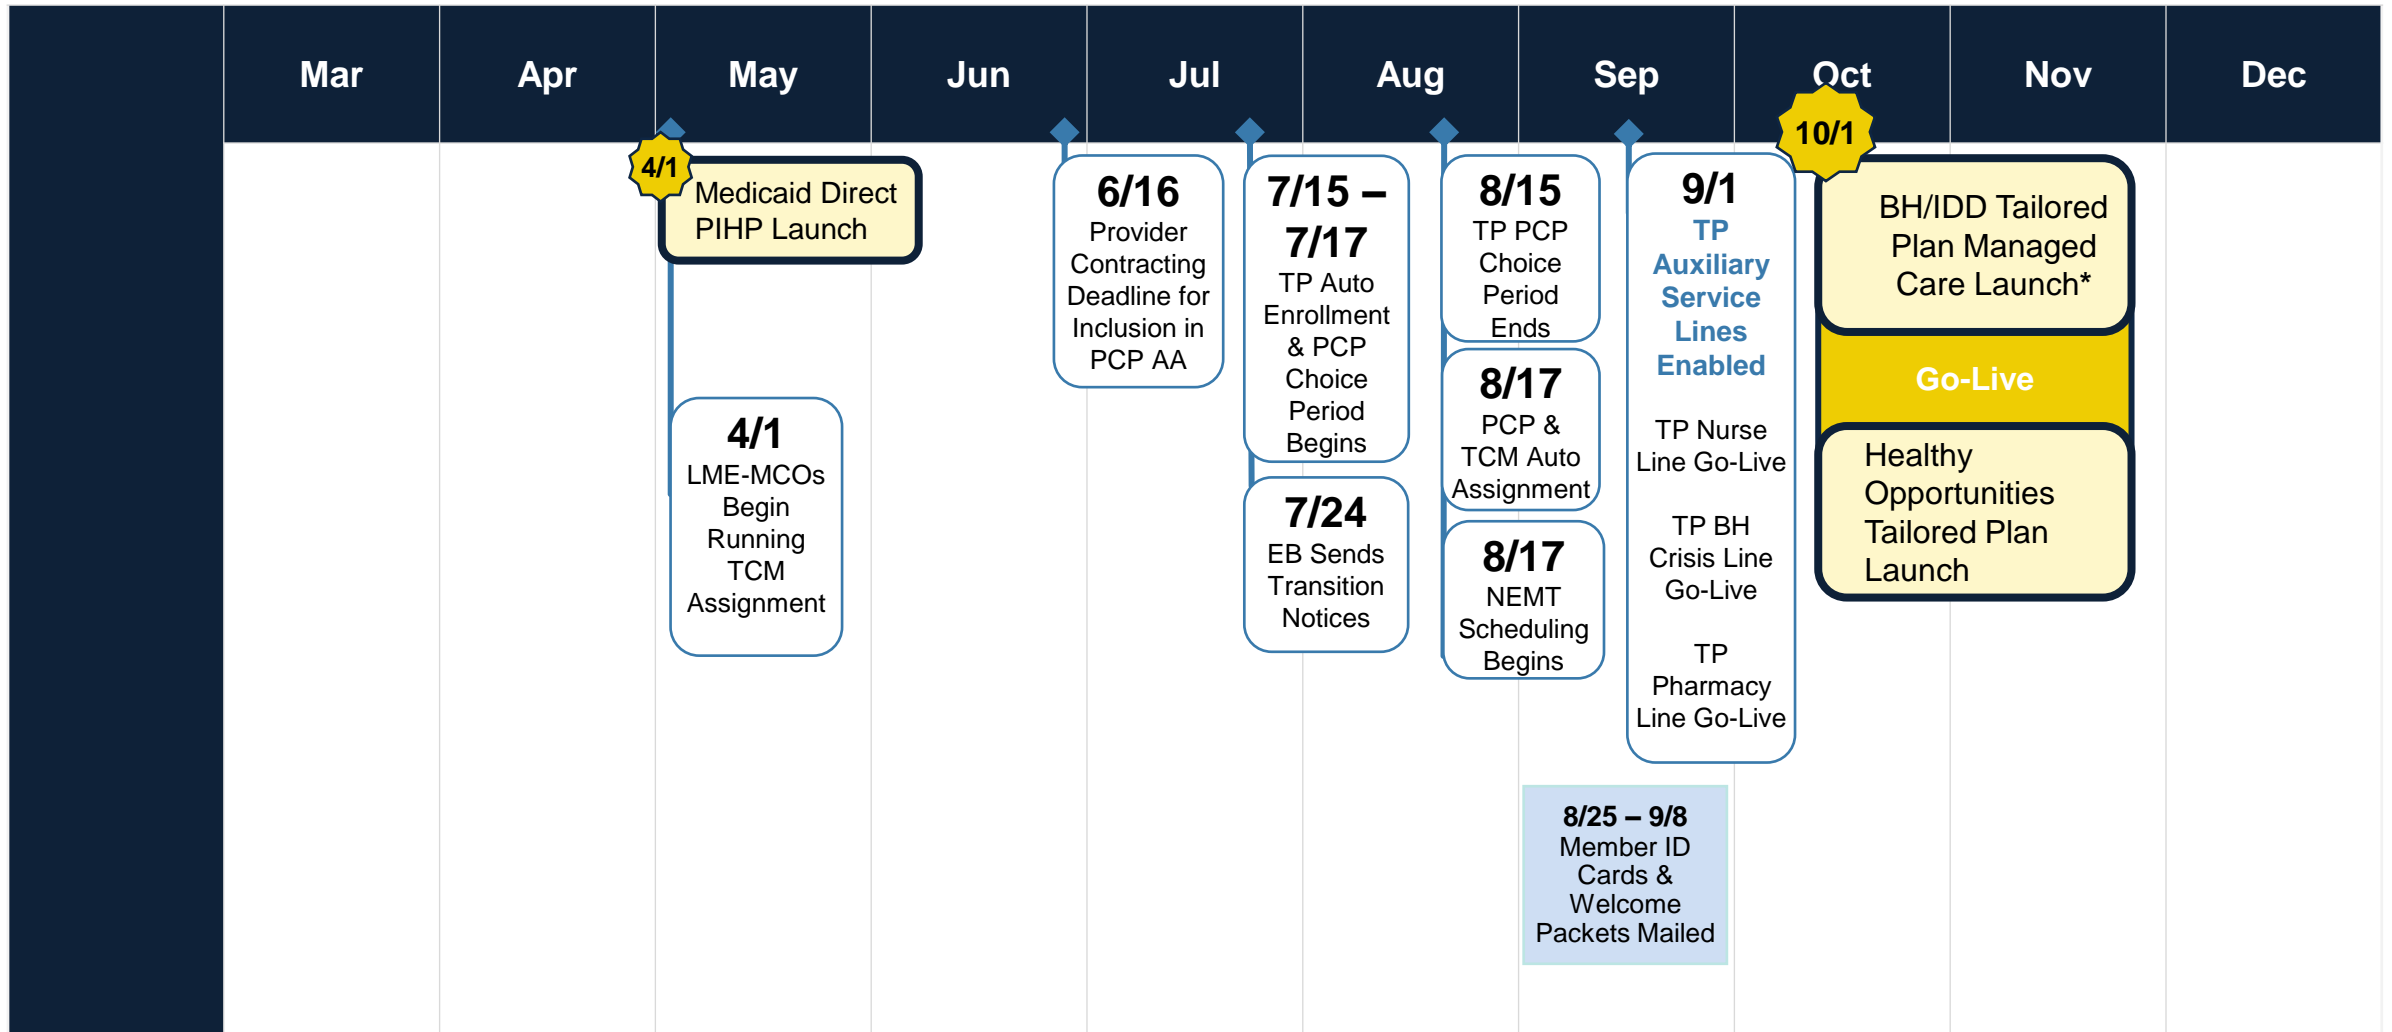 Mar Apr May Jun Jul Aug Sep Oct Nov Dec
4/1
Medicaid Direct
PIHP Launch
4/1
LME-MCOs
Begin
Running
TCM
Assignment
6/16
Provider
Contracting
Deadline for
Inclusion in
PCP AA
7/15 –
7/17
TP Auto
Enrollment
& PCP
Choice
Period
Begins
7/24
EB Sends
Transition
Notices
8/15
TP PCP
Choice
Period
Ends
8/17
PCP &
TCM Auto
Assignment
8/17
NEMT
Scheduling
Begins
9/1
TP
Auxiliary
Service
Lines
Enabled
TP Nurse
Line Go-Live
TP BH
Crisis Line
Go-Live
TP
Pharmacy
Line Go-Live
8/25 – 9/8
Member ID
Cards &
Welcome
Packets Mailed
10/1
BH/IDD Tailored
Plan Managed
Care Launch*
Go-Live
Healthy
Opportunities
Tailored Plan
Launch